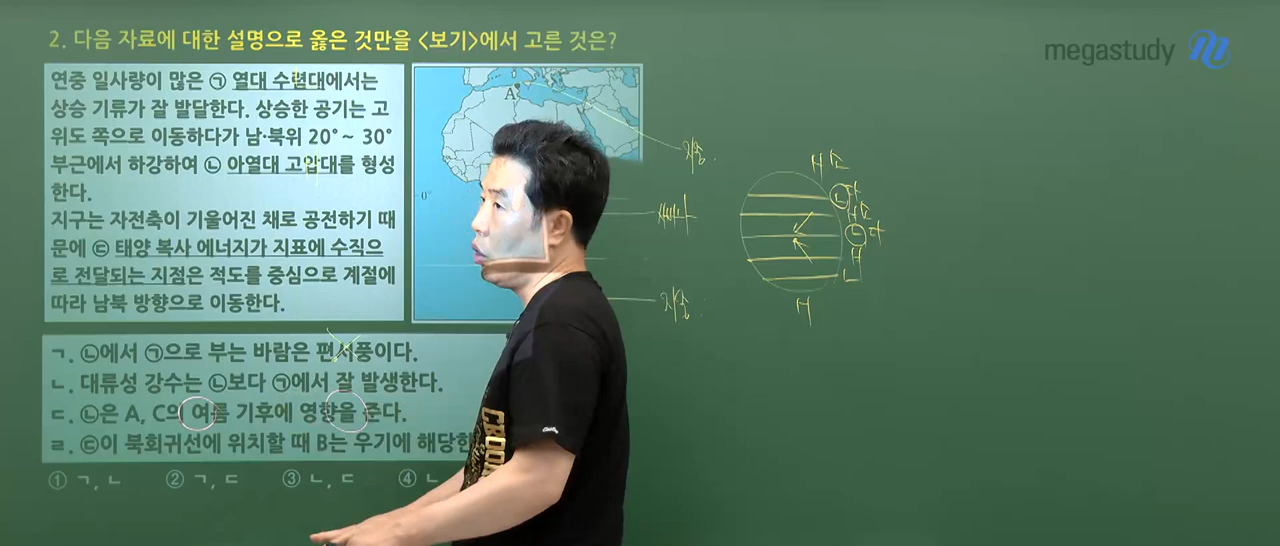 2. 다음 자료에 대한 설명으로 옳은 것만을 <보기>에서 고른 것은?
megastudy
연중 일사량이 많은 ㉠ 열대 수렴대에서는
상승 기류가 잘 발달한다. 상승한 공기는 고
위도 쪽으로 이동하다가 남·북위 20°~ 30°
부근에서 하강하여 ㉡ 아열대 고압대를 형성
한다.
지구는 자전축이 기울어진 채로 공전하기 때
문에 ㉢ 태양 복사 에너지가 지표에 수직으
로 전달되는 지점은 적도를 중심으로 계절에
따라 남북 방향으로 이동한다.
A
0°
지중
지중
ㄱ. ㉡에서 ㉠으로 부는 바람은 편서풍이다.
ㄴ. 대류성 강수는 ㉡보다 ㉠에서 잘 발생한다.
ㄷ. ㉡은 A, C의 여름 기후에 영향을 준다.
ㄹ. ㉢이 북회귀선에 위치할 때 B는 우기에 해당한
① ㄱ, ㄴ ② ㄱ, ㄷ ③ ㄴ, ㄷ ④ ㄴ
CROOK